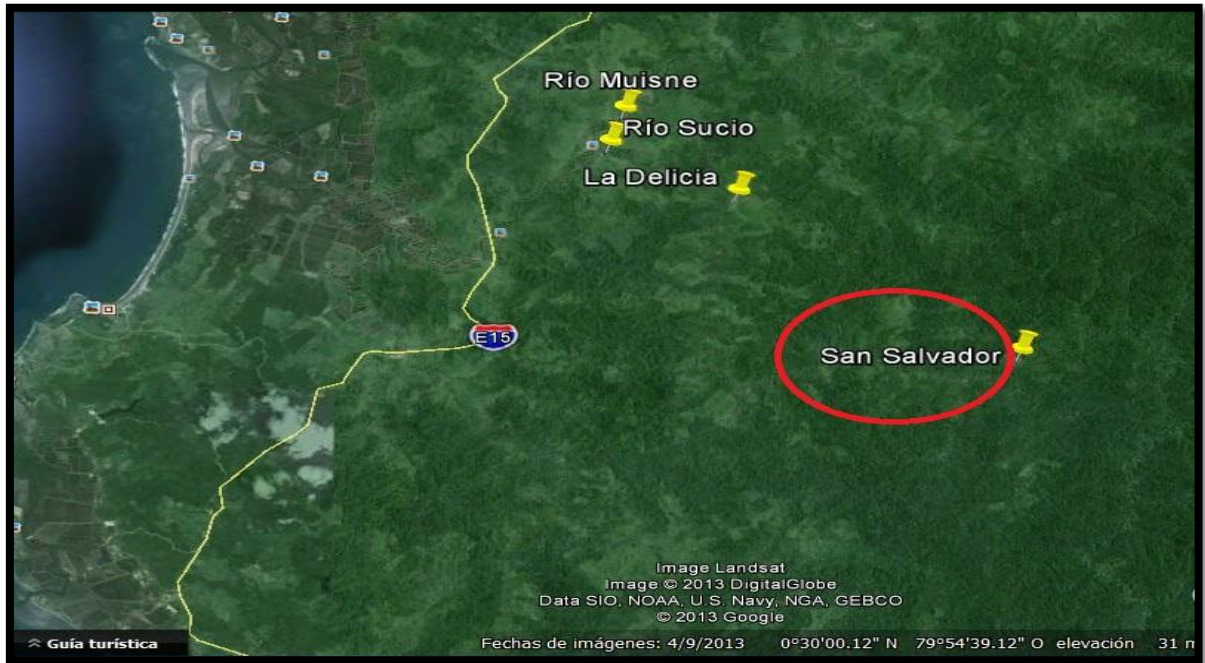 Río Muisne
Río Sucio
La Delicia
E15
San Salvador
Image Landsat
Image © 2013 DigitalGlobe
Data SIO, NOAA, U.S. Navy, NGA, GEBCO
© 2013 Google
Guía turística
Fechas de imágenes: 4/9/2013 0°30'00.12" N 79°54'39.12" O elevación 31 m